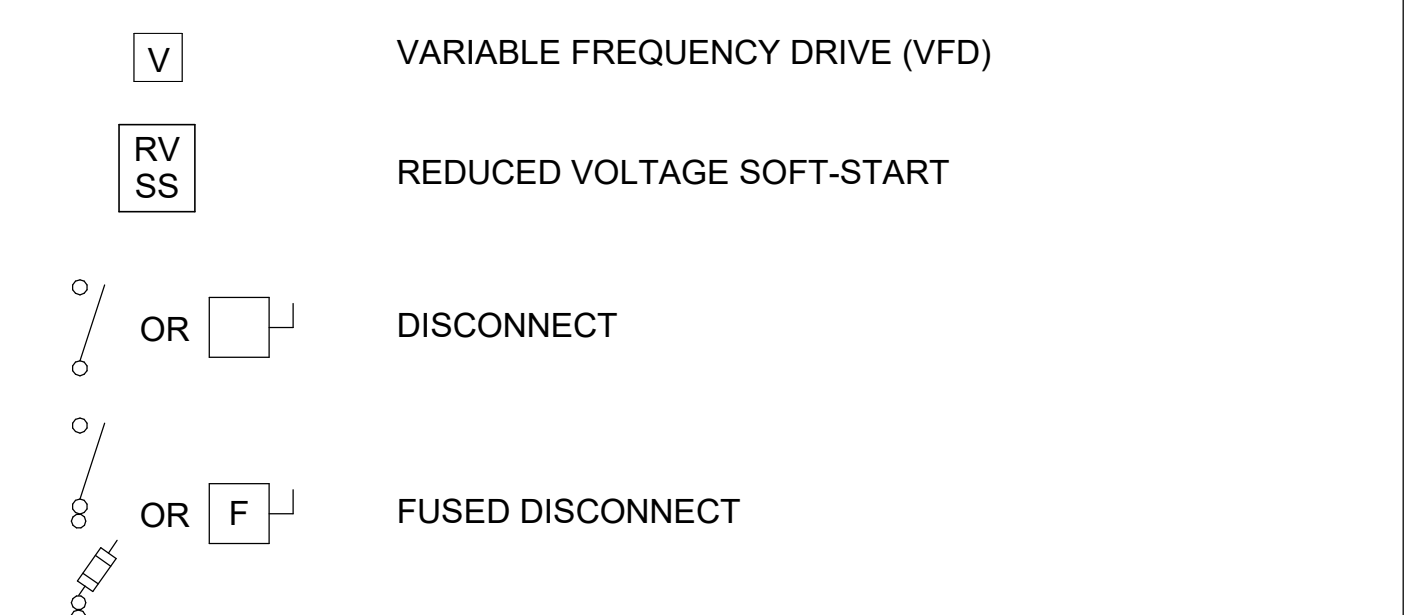 V VARIABLE FREQUENCY DRIVE (VFD)
RV
SS
REDUCED VOLTAGE SOFT-START
OR DISCONNECT
OR F FUSED DISCONNECT